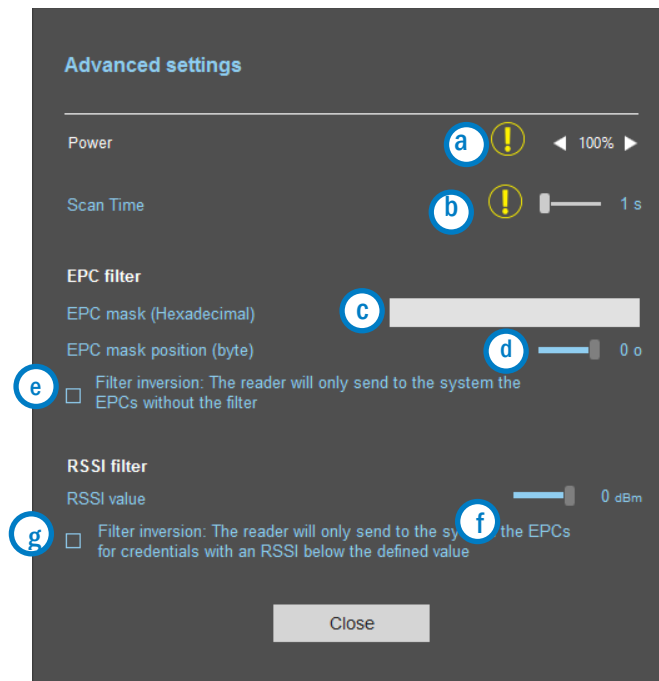 Advanced settings
Power a ! 100%
Scan Time b ! 1 s
EPC filter
EPC mask (Hexadecimal) c
EPC mask position (byte) d 0 o
e Filter inversion: The reader will only send to the system the
EPCs without the filter
RSSI filter
RSSI value 0 dBm
f
g Filter inversion: The reader will only send to the sy the EPCs
for credentials with an RSSI below the defined value
Close